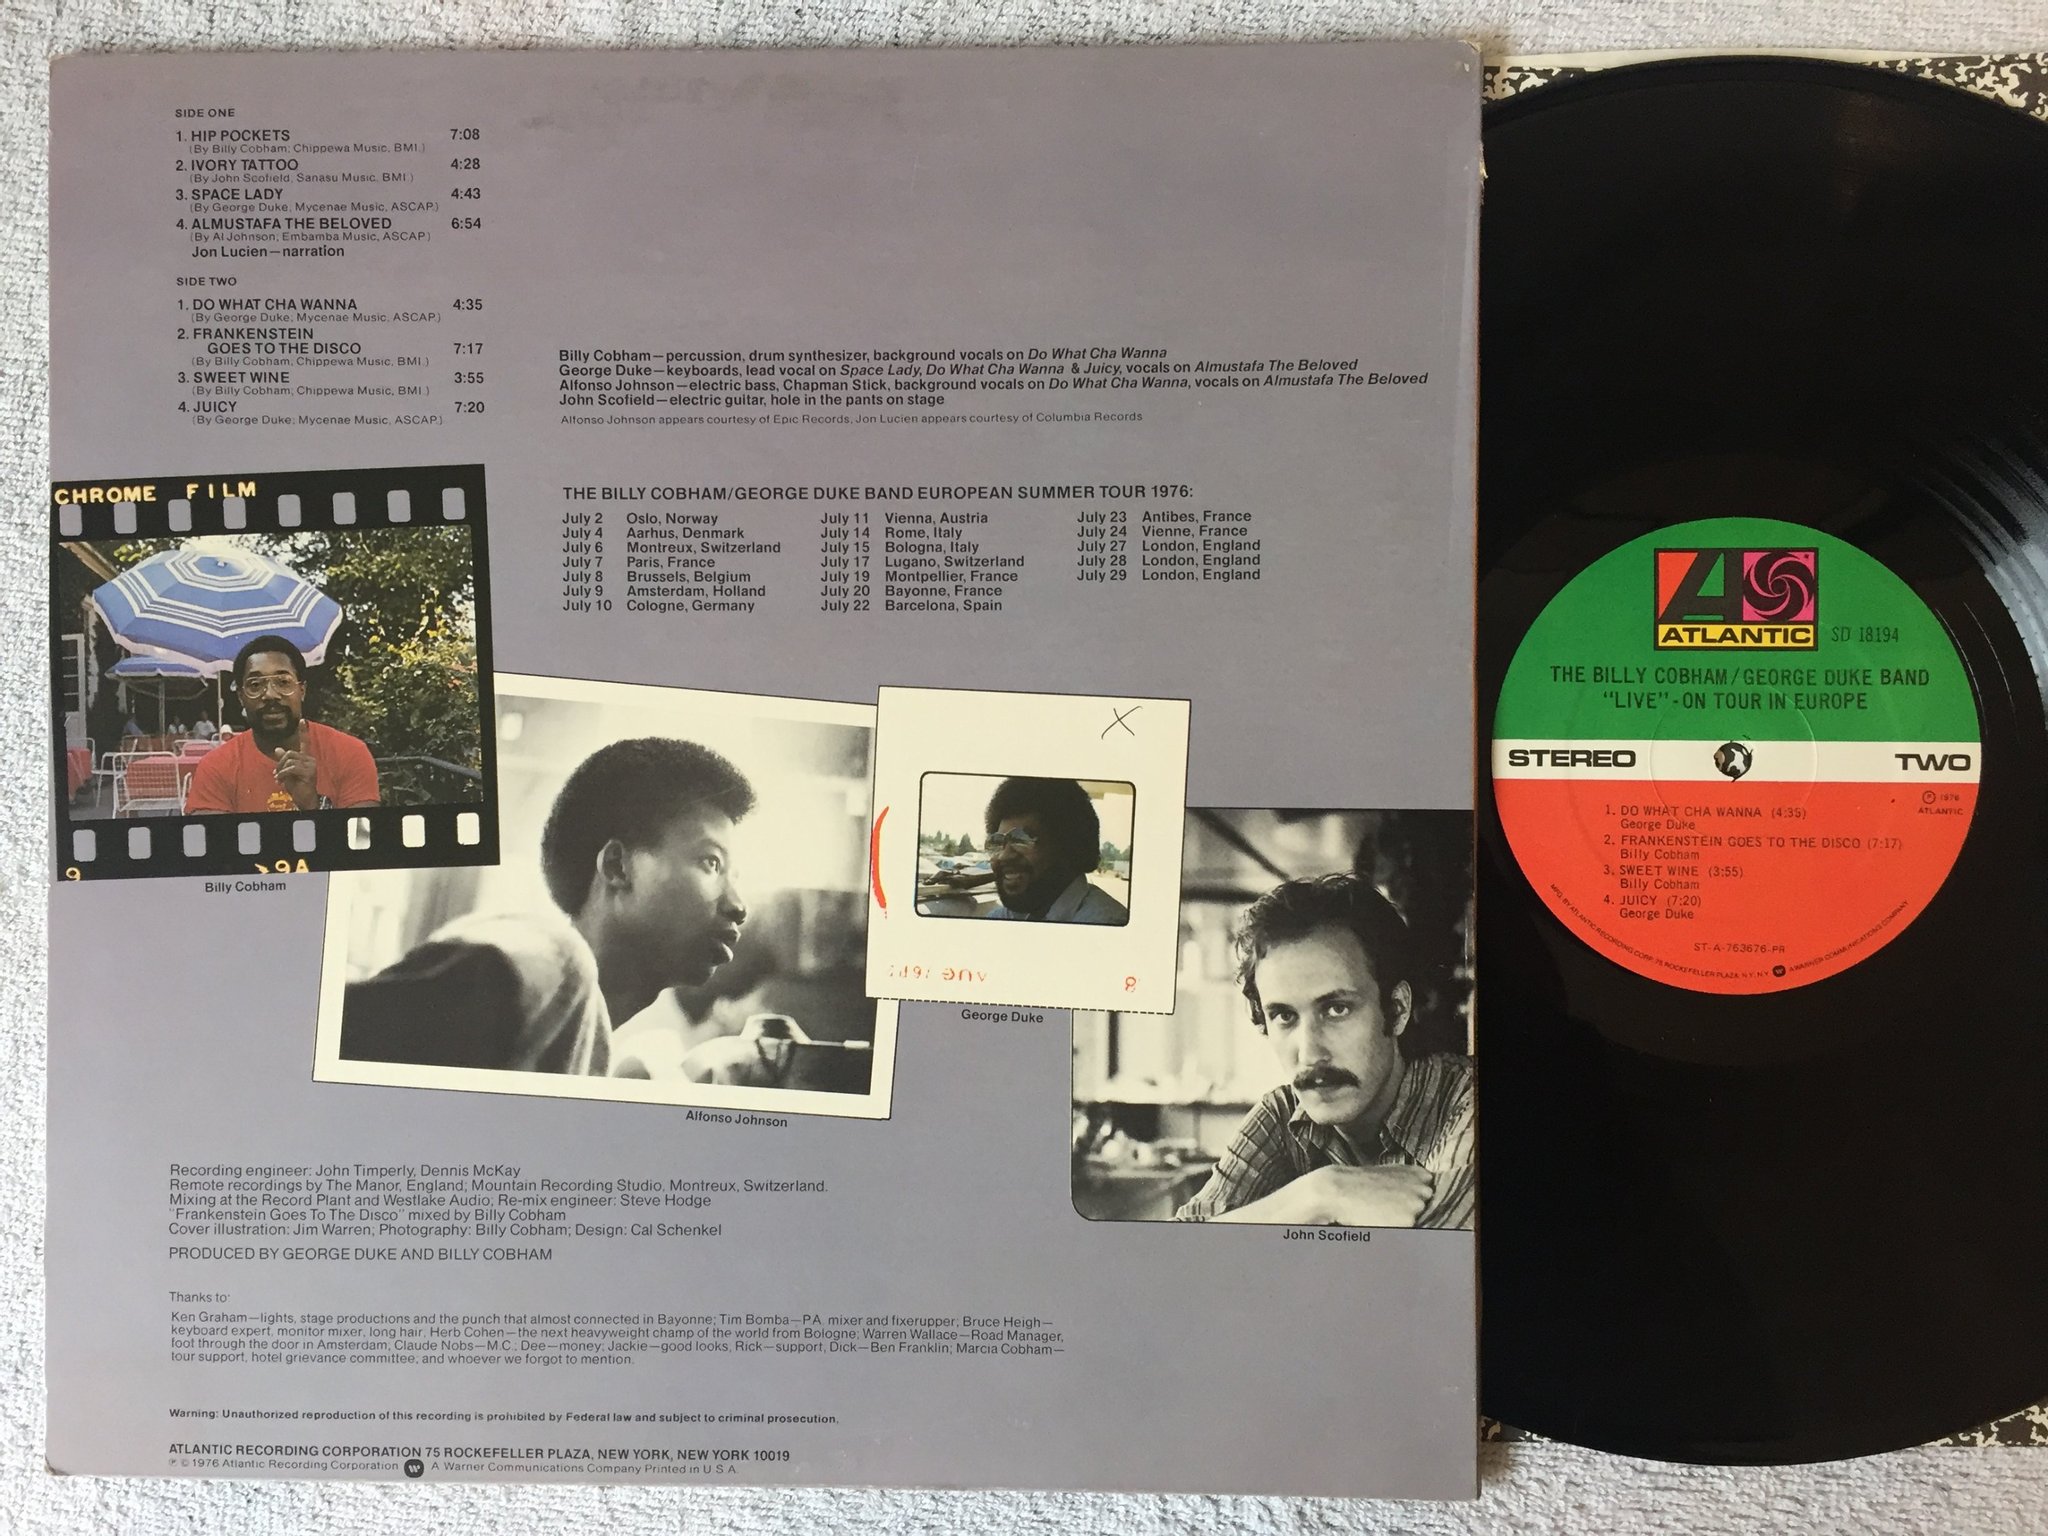 SIDE ONE
1. HIP POCKETS 7:08
(By Billy Cobham; Chippewa Music, BMI.)
2. IVORY TATTOO 4:28
(By John Scofield, Sanasu Music, BMI.)
3. SPACE LADY 4:43
(By George Duke, Mycenae Music, ASCAP.)
4. ALMUSTAFA THE BELOVED 6:54
(By Al Johnson; Embamba Music, ASCAP.)
Jon Lucien—narration
SIDE TWO
1. DO WHAT CHA WANNA 4:35
(By George Duke; Mycenae Music, ASCAP.)
2. FRANKENSTEIN
GOES TO THE DISCO 7:17
(By Billy Cobham, Chippewa Music, BMI.)
3. SWEET WINE 3:55
(By Billy Cobham; Chippewa Music, BMI.)
4. JUICY 7:20
(By George Duke; Mycenae Music, ASCAP.)
Billy Cobham—percussion, drum synthesizer, background vocals on Do What Cha Wanna
George Duke—keyboards, lead vocal on Space Lady, Do What Cha Wanna & Juicy, vocals on Almustafa The Beloved
Alfonso Johnson—electric bass, Chapman Stick, background vocals on Do What Cha Wanna, vocals on Almustafa The Beloved
John Scofield—electric guitar, hole in the pants on stage
Alfonso Johnson appears courtesy of Epic Records, Jon Lucien appears courtesy of Columbia Records
THE BILLY COBHAM/GEORGE DUKE BAND EUROPEAN SUMMER TOUR 1976:
July 2 Oslo, Norway
July 4 Aarhus, Denmark
July 6 Montreux, Switzerland
July 7 Paris, France
July 8 Brussels, Belgium
July 9 Amsterdam, Holland
July 10 Cologne, Germany
July 11 Vienna, Austria
July 14 Rome, Italy
July 15 Bologna, Italy
July 17 Lugano, Switzerland
July 19 Montpellier, France
July 20 Bayonne, France
July 22 Barcelona, Spain
July 23 Antibes, France
July 24 Vienne, France
July 27 London, England
July 28 London, England
July 29 London, England
CHROME FILM
9 9A
Billy Cobham
Alfonso Johnson
X
AUG 8
George Duke
John Scofield
Recording engineer: John Timperly, Dennis McKay
Remote recordings by The Manor, England; Mountain Recording Studio, Montreux, Switzerland.
Mixing at the Record Plant and Westlake Audio; Re-mix engineer: Steve Hodge
"Frankenstein Goes To The Disco" mixed by Billy Cobham
Cover illustration: Jim Warren; Photography: Billy Cobham; Design: Cal Schenkel
PRODUCED BY GEORGE DUKE AND BILLY COBHAM
Thanks to:
Ken Graham—lights, stage productions and the punch that almost connected in Bayonne; Tim Bomba—P.A. mixer and fixerupper; Bruce Heigh—
keyboard expert, monitor mixer, long hair, Herb Cohen—the next heavyweight champ of the world from Bologne; Warren Wallace—Road Manager,
foot through the door in Amsterdam; Claude Nobs—M.C.; Dee—money; Jackie—good looks, Rick—support, Dick—Ben Franklin; Marcia Cobham—
tour support, hotel grievance committee, and whoever we forgot to mention.
Warning: Unauthorized reproduction of this recording is prohibited by Federal law and subject to criminal prosecution,
ATLANTIC RECORDING CORPORATION 75 ROCKEFELLER PLAZA, NEW YORK, NEW YORK 10019
℗ © 1976 Atlantic Recording Corporation W A Warner Communications Company Printed in U.S.A.
A
ATLANTIC SD 18194
THE BILLY COBHAM/GEORGE DUKE BAND
"LIVE"-ON TOUR IN EUROPE
STEREO TWO
℗ 1976
ATLANTIC
1. DO WHAT CHA WANNA (4:35)
George Duke
2. FRANKENSTEIN GOES TO THE DISCO (7:17)
Billy Cobham
3. SWEET WINE (3:55)
Billy Cobham
4. JUICY (7:20)
George Duke
ST-A-763676-PR
MFG. BY ATLANTIC RECORDING CORP. 75 ROCKEFELLER PLAZA, N.Y., N.Y. W A WARNER COMMUNICATIONS COMPANY